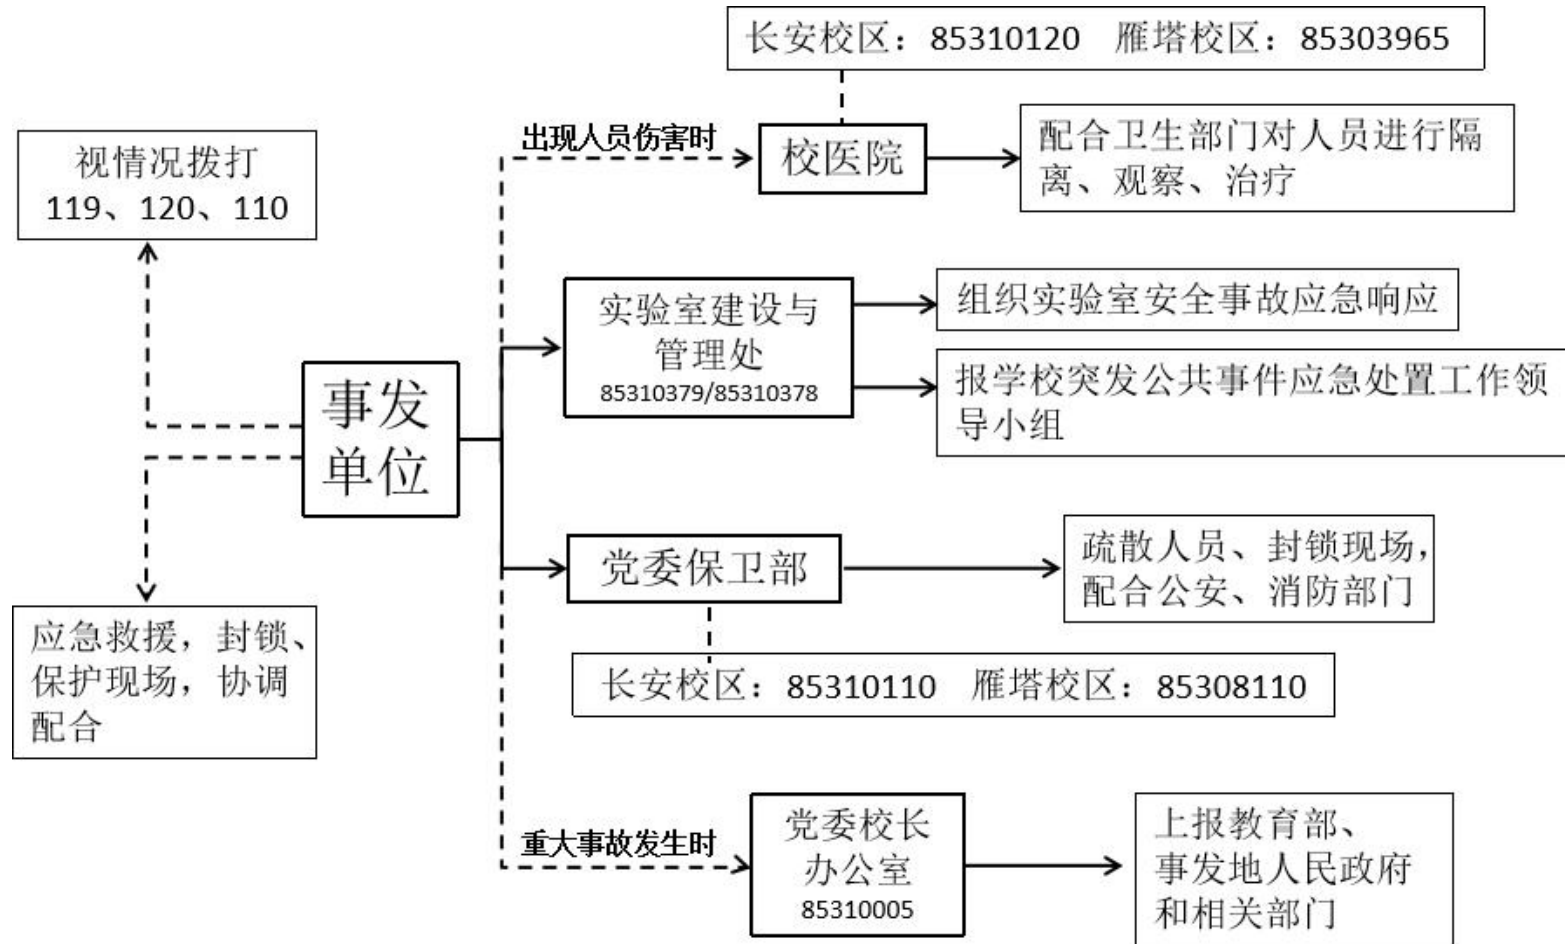 长安校区：85310120 雁塔校区：85303965
出现人员伤害时
校医院
配合卫生部门对人员进行隔
离、观察、治疗
视情况拨打
119、120、110
实验室建设与
管理处
85310379/85310378
组织实验室安全事故应急响应
报学校突发公共事件应急处置工作领
导小组
事发
单位
党委保卫部
疏散人员、封锁现场，
配合公安、消防部门
长安校区：85310110 雁塔校区：85308110
应急救援，封锁、
保护现场，协调
配合
重大事故发生时
党委校长
办公室
85310005
上报教育部、
事发地人民政府
和相关部门